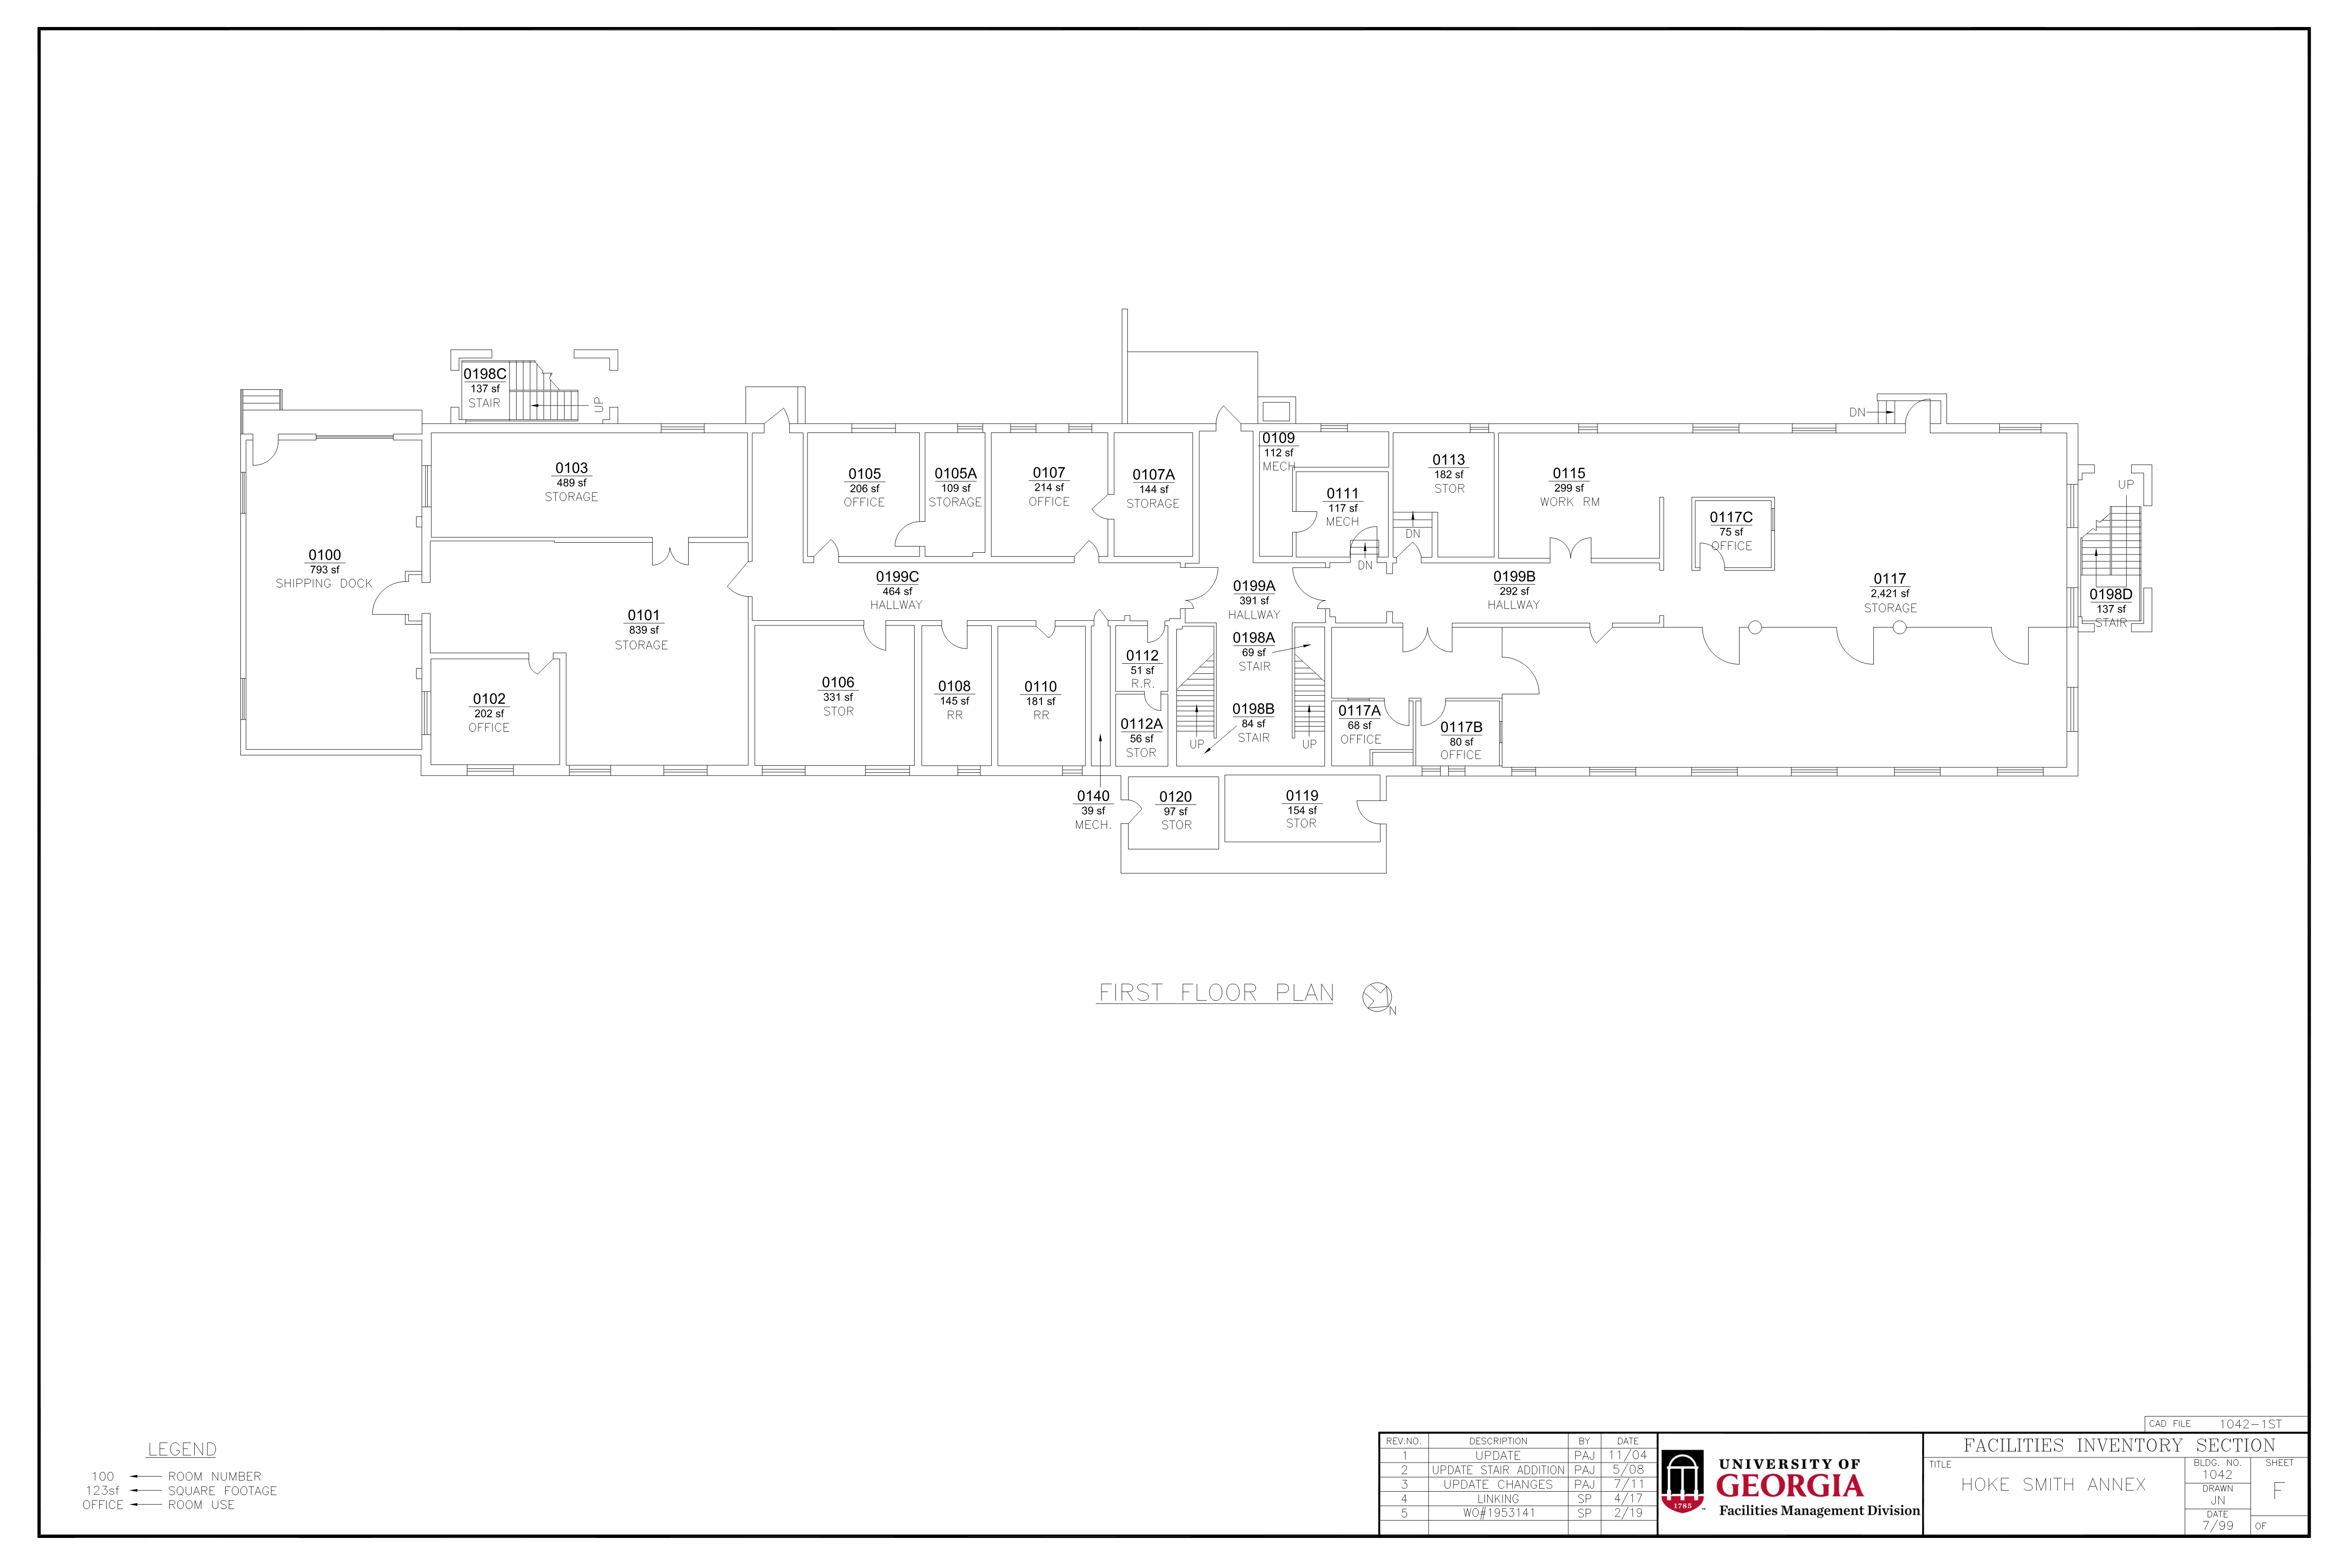 0198C
137 sf
STAIR
UP
0103
489 sf
STORAGE
0105
206 sf
OFFICE
0105A
109 sf
STORAGE
0107
214 sf
OFFICE
0107A
144 sf
STORAGE
0109
112 sf
MECH
0111
117 sf
MECH
DN
0113
182 sf
STOR
DN
0115
299 sf
WORK RM
DN
0117C
75 sf
OFFICE
UP
0198D
137 sf
STAIR
0100
793 sf
SHIPPING DOCK
0101
839 sf
STORAGE
0199C
464 sf
HALLWAY
0199A
391 sf
HALLWAY
0199B
292 sf
HALLWAY
0117
2,421 sf
STORAGE
0102
202 sf
OFFICE
0106
331 sf
STOR
0108
145 sf
RR
0110
181 sf
RR
0112
51 sf
R.R.
0112A
56 sf
STOR
0198A
69 sf
STAIR
0198B
84 sf
STAIR
UP
UP
0117A
68 sf
OFFICE
0117B
80 sf
OFFICE
0140
39 sf
MECH.
0120
97 sf
STOR
0119
154 sf
STOR
FIRST FLOOR PLAN
N
LEGEND
100 ROOM NUMBER
123sf SQUARE FOOTAGE
OFFICE ROOM USE
REV.NO. DESCRIPTION BY DATE
1 UPDATE PAJ 11/04
2 UPDATE STAIR ADDITION PAJ 5/08
3 UPDATE CHANGES PAJ 7/11
4 LINKING SP 4/17
5 WO#1953141 SP 2/19
1785
UNIVERSITY OF
GEORGIA
Facilities Management Division
CAD FILE 1042-1ST
FACILITIES INVENTORY SECTION
TITLE
HOKE SMITH ANNEX
BLDG. NO.
1042
DRAWN
JN
DATE
7/99
SHEET
F
OF